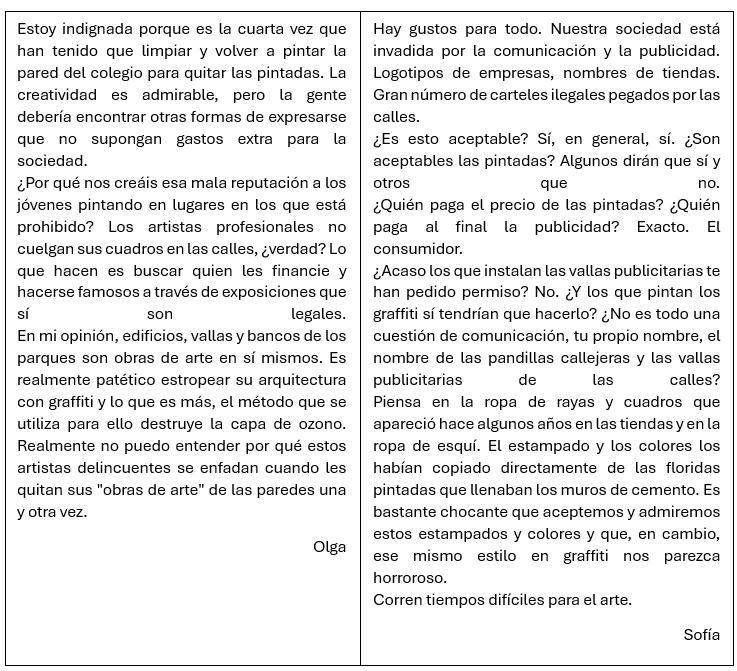 Estoy indignada porque es la cuarta vez que
han tenido que limpiar y volver a pintar la
pared del colegio para quitar las pintadas. La
creatividad es admirable, pero la gente
debería encontrar otras formas de expresarse
que no supongan gastos extra para la
sociedad.
¿Por qué nos creáis esa mala reputación a los
jóvenes pintando en lugares en los que está
prohibido? Los artistas profesionales no
cuelgan sus cuadros en las calles, ¿verdad? Lo
que hacen es buscar quien les financie y
hacerse famosos a través de exposiciones que
sí son legales.
En mi opinión, edificios, vallas y bancos de los
parques son obras de arte en sí mismos. Es
realmente patético estropear su arquitectura
con graffiti y lo que es más, el método que se
utiliza para ello destruye la capa de ozono.
Realmente no puedo entender por qué estos
artistas delincuentes se enfadan cuando les
quitan sus "obras de arte" de las paredes una
y otra vez.
Olga
Hay gustos para todo. Nuestra sociedad está
invadida por la comunicación y la publicidad.
Logotipos de empresas, nombres de tiendas.
Gran número de carteles ilegales pegados por las
calles.
¿Es esto aceptable? Sí, en general, sí. ¿Son
aceptables las pintadas? Algunos dirán que sí y
otros que no.
¿Quién paga el precio de las pintadas? ¿Quién
paga al final la publicidad? Exacto. El
consumidor.
¿Acaso los que instalan las vallas publicitarias te
han pedido permiso? No. ¿Y los que pintan los
graffiti sí tendrían que hacerlo? ¿No es todo una
cuestión de comunicación, tu propio nombre, el
nombre de las pandillas callejeras y las vallas
publicitarias de las calles?
Piensa en la ropa de rayas y cuadros que
apareció hace algunos años en las tiendas y en la
ropa de esquí. El estampado y los colores los
habían copiado directamente de las floridas
pintadas que llenaban los muros de cemento. Es
bastante chocante que aceptemos y admiremos
estos estampados y colores y que, en cambio,
ese mismo estilo en graffiti nos parezca
horroroso.
Corren tiempos difíciles para el arte.
Sofía